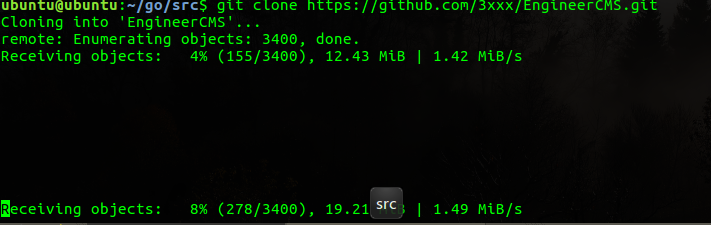 ubuntu@ubuntu:~/go/src$ git clone https://github.com/3xxx/EngineerCMS.git
Cloning into 'EngineerCMS'...
remote: Enumerating objects: 3400, done.
Receiving objects:   4% (155/3400), 12.43 MiB | 1.42 MiB/s
Receiving objects:   8% (278/3400), 19.21 | 1.49 MiB/s
src